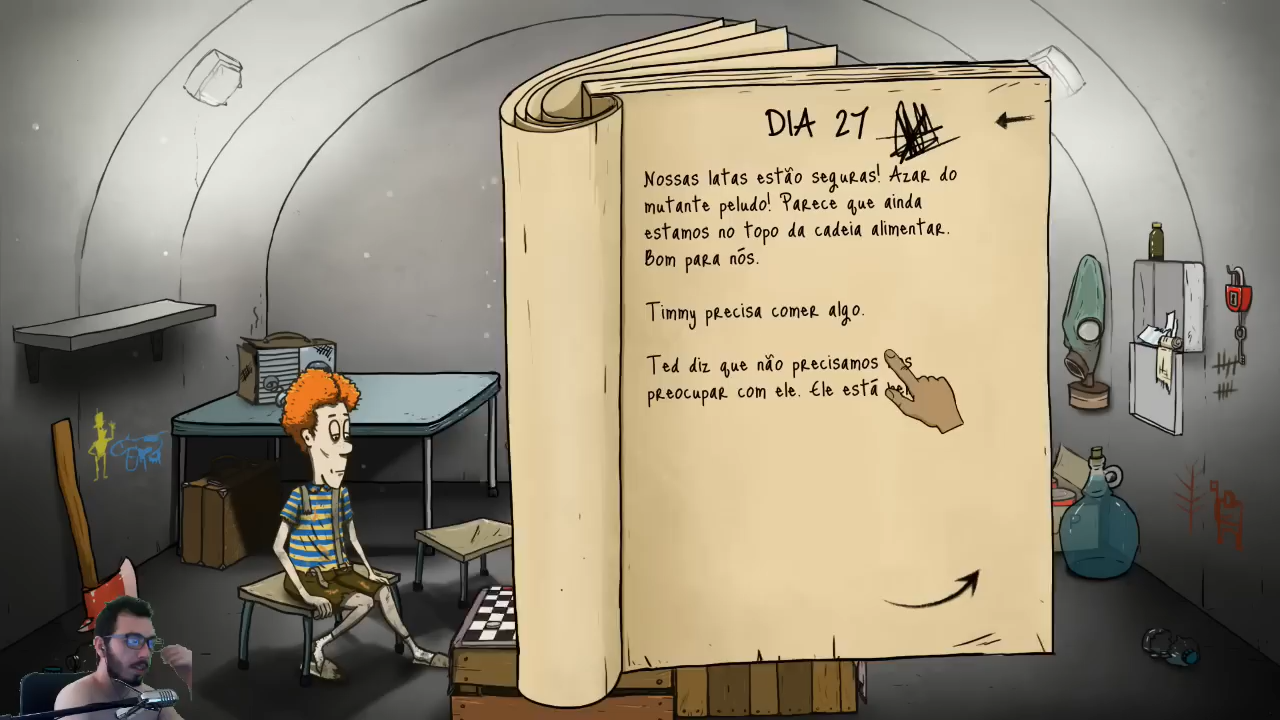 DIA 27
Nossas latas estão seguras! Azar do
mutante peludo! Parece que ainda
estamos no topo da cadeia alimentar.
Bom para nós.
Timmy precisa comer algo.
Ted diz que não precisamos
preocupar com ele. Ele está